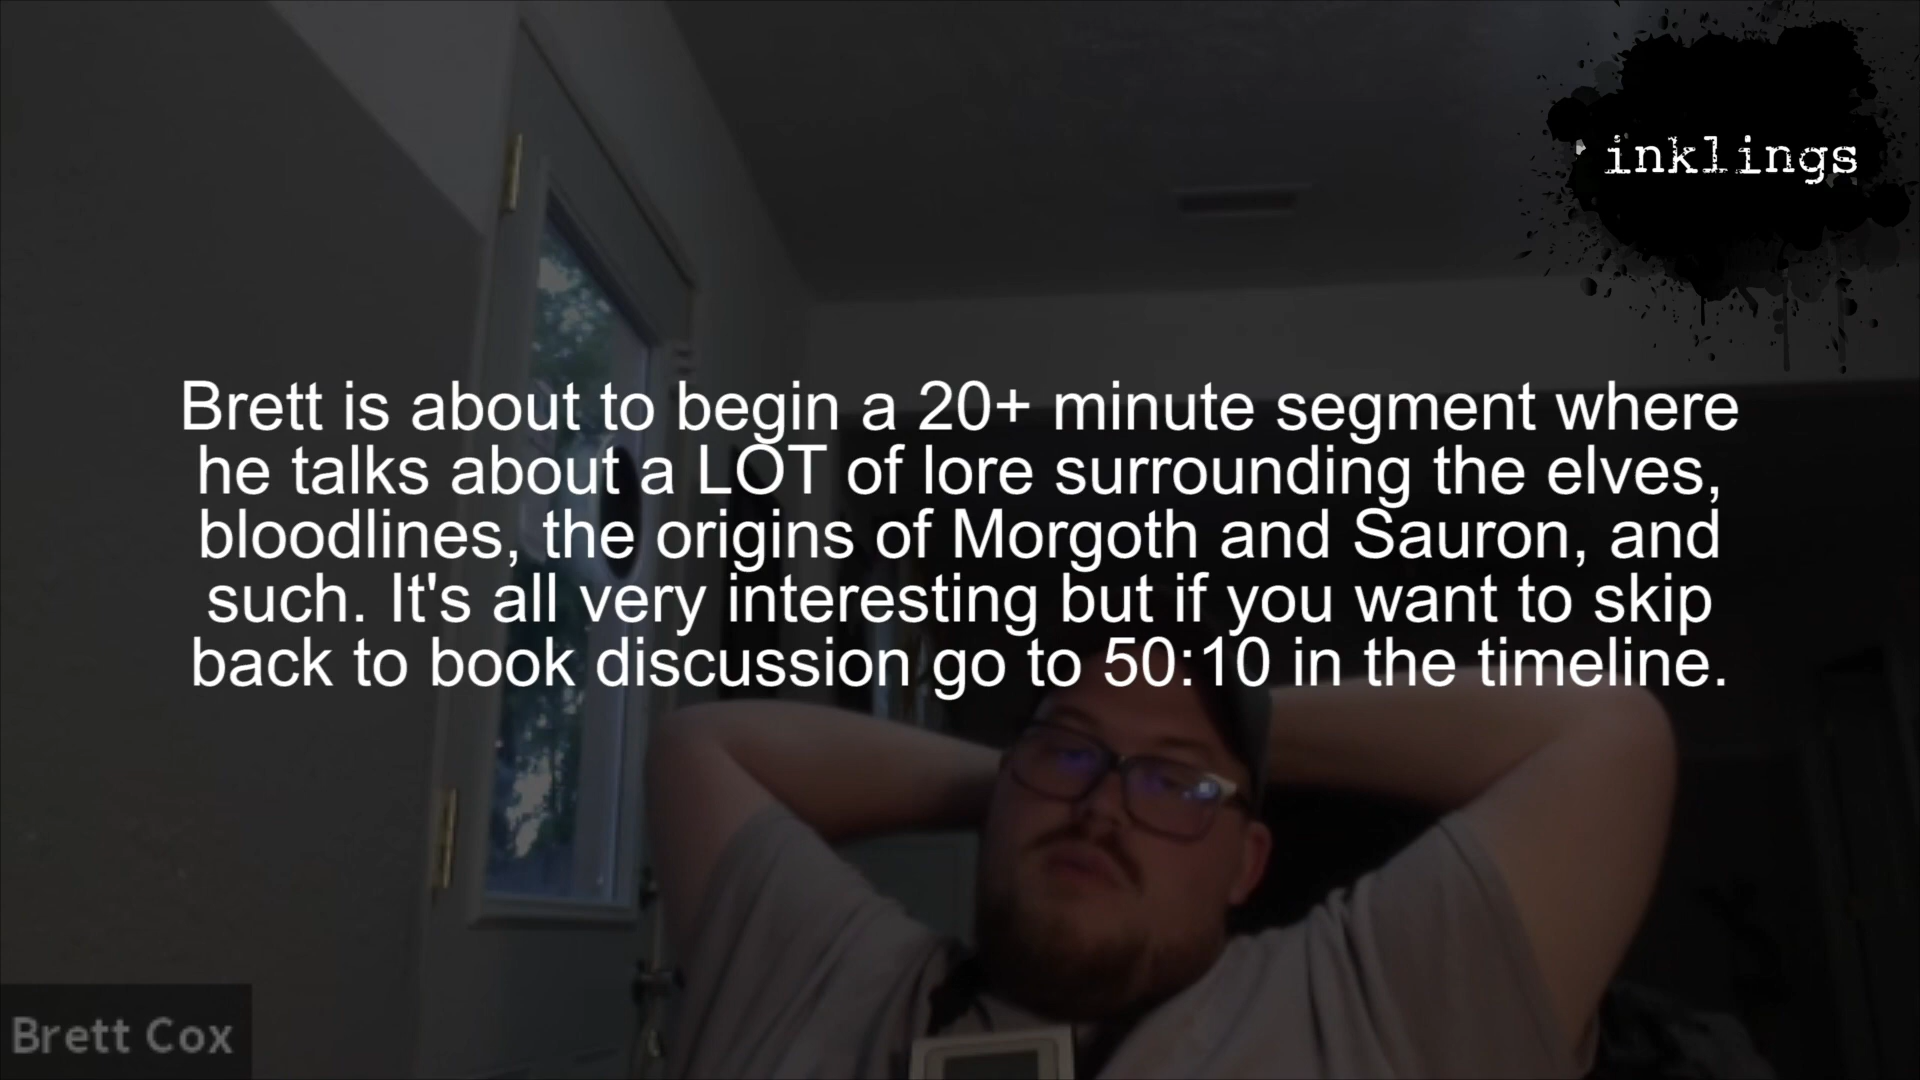 inklings
Brett is about to begin a 20+ minute segment where
he talks about a LOT of lore surrounding the elves,
bloodlines, the origins of Morgoth and Sauron, and
such. It's all very interesting but if you want to skip
back to book discussion go to 50:10 in the timeline.
Brett Cox